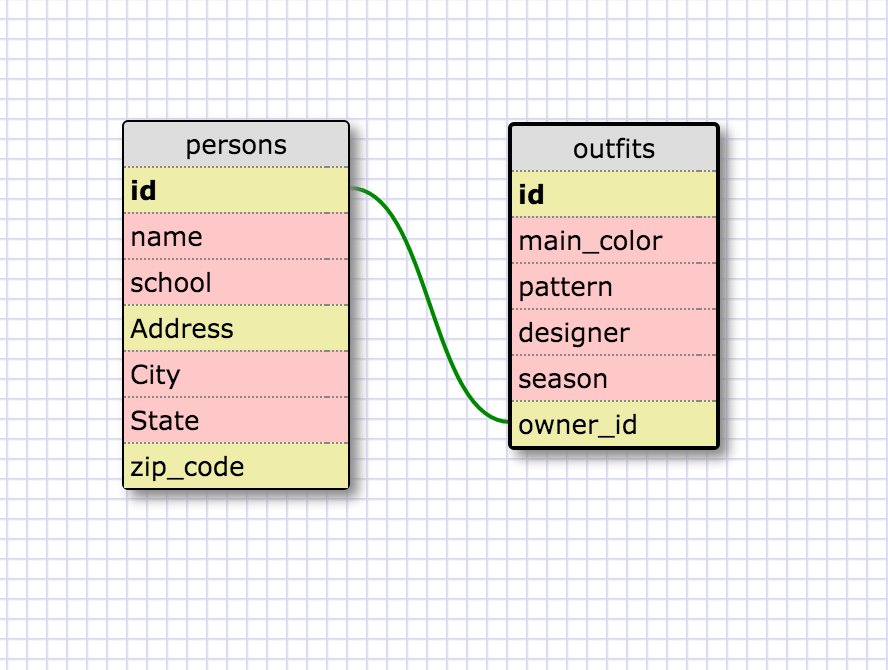 persons
id
name
school
Address
City
State
zip_code
outfits
id
main_color
pattern
designer
season
owner_id